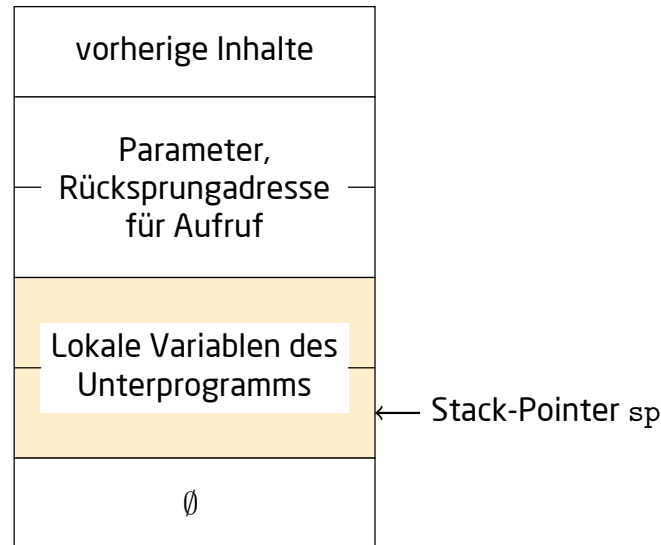 vorherige Inhalte
Parameter,
Rücksprungadresse
für Aufruf
Lokale Variablen des
Unterprogramms
Stack-Pointer sp
∅